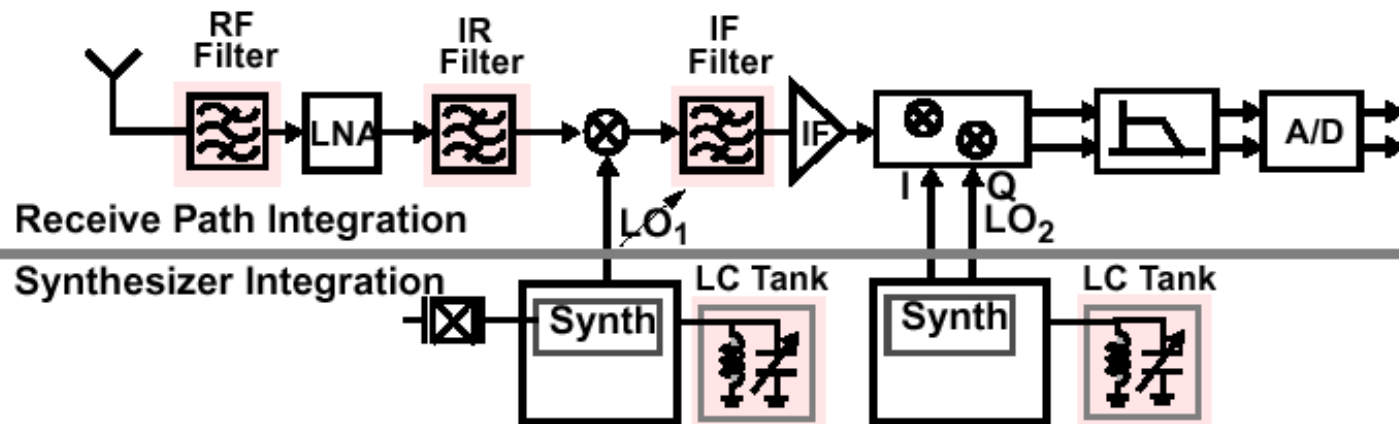 RF
Filter
IR
Filter
IF
Filter
LNA
IF
A/D
I
Q
LO1
LO2
Receive Path Integration
Synthesizer Integration
LC Tank
LC Tank
Synth
Synth